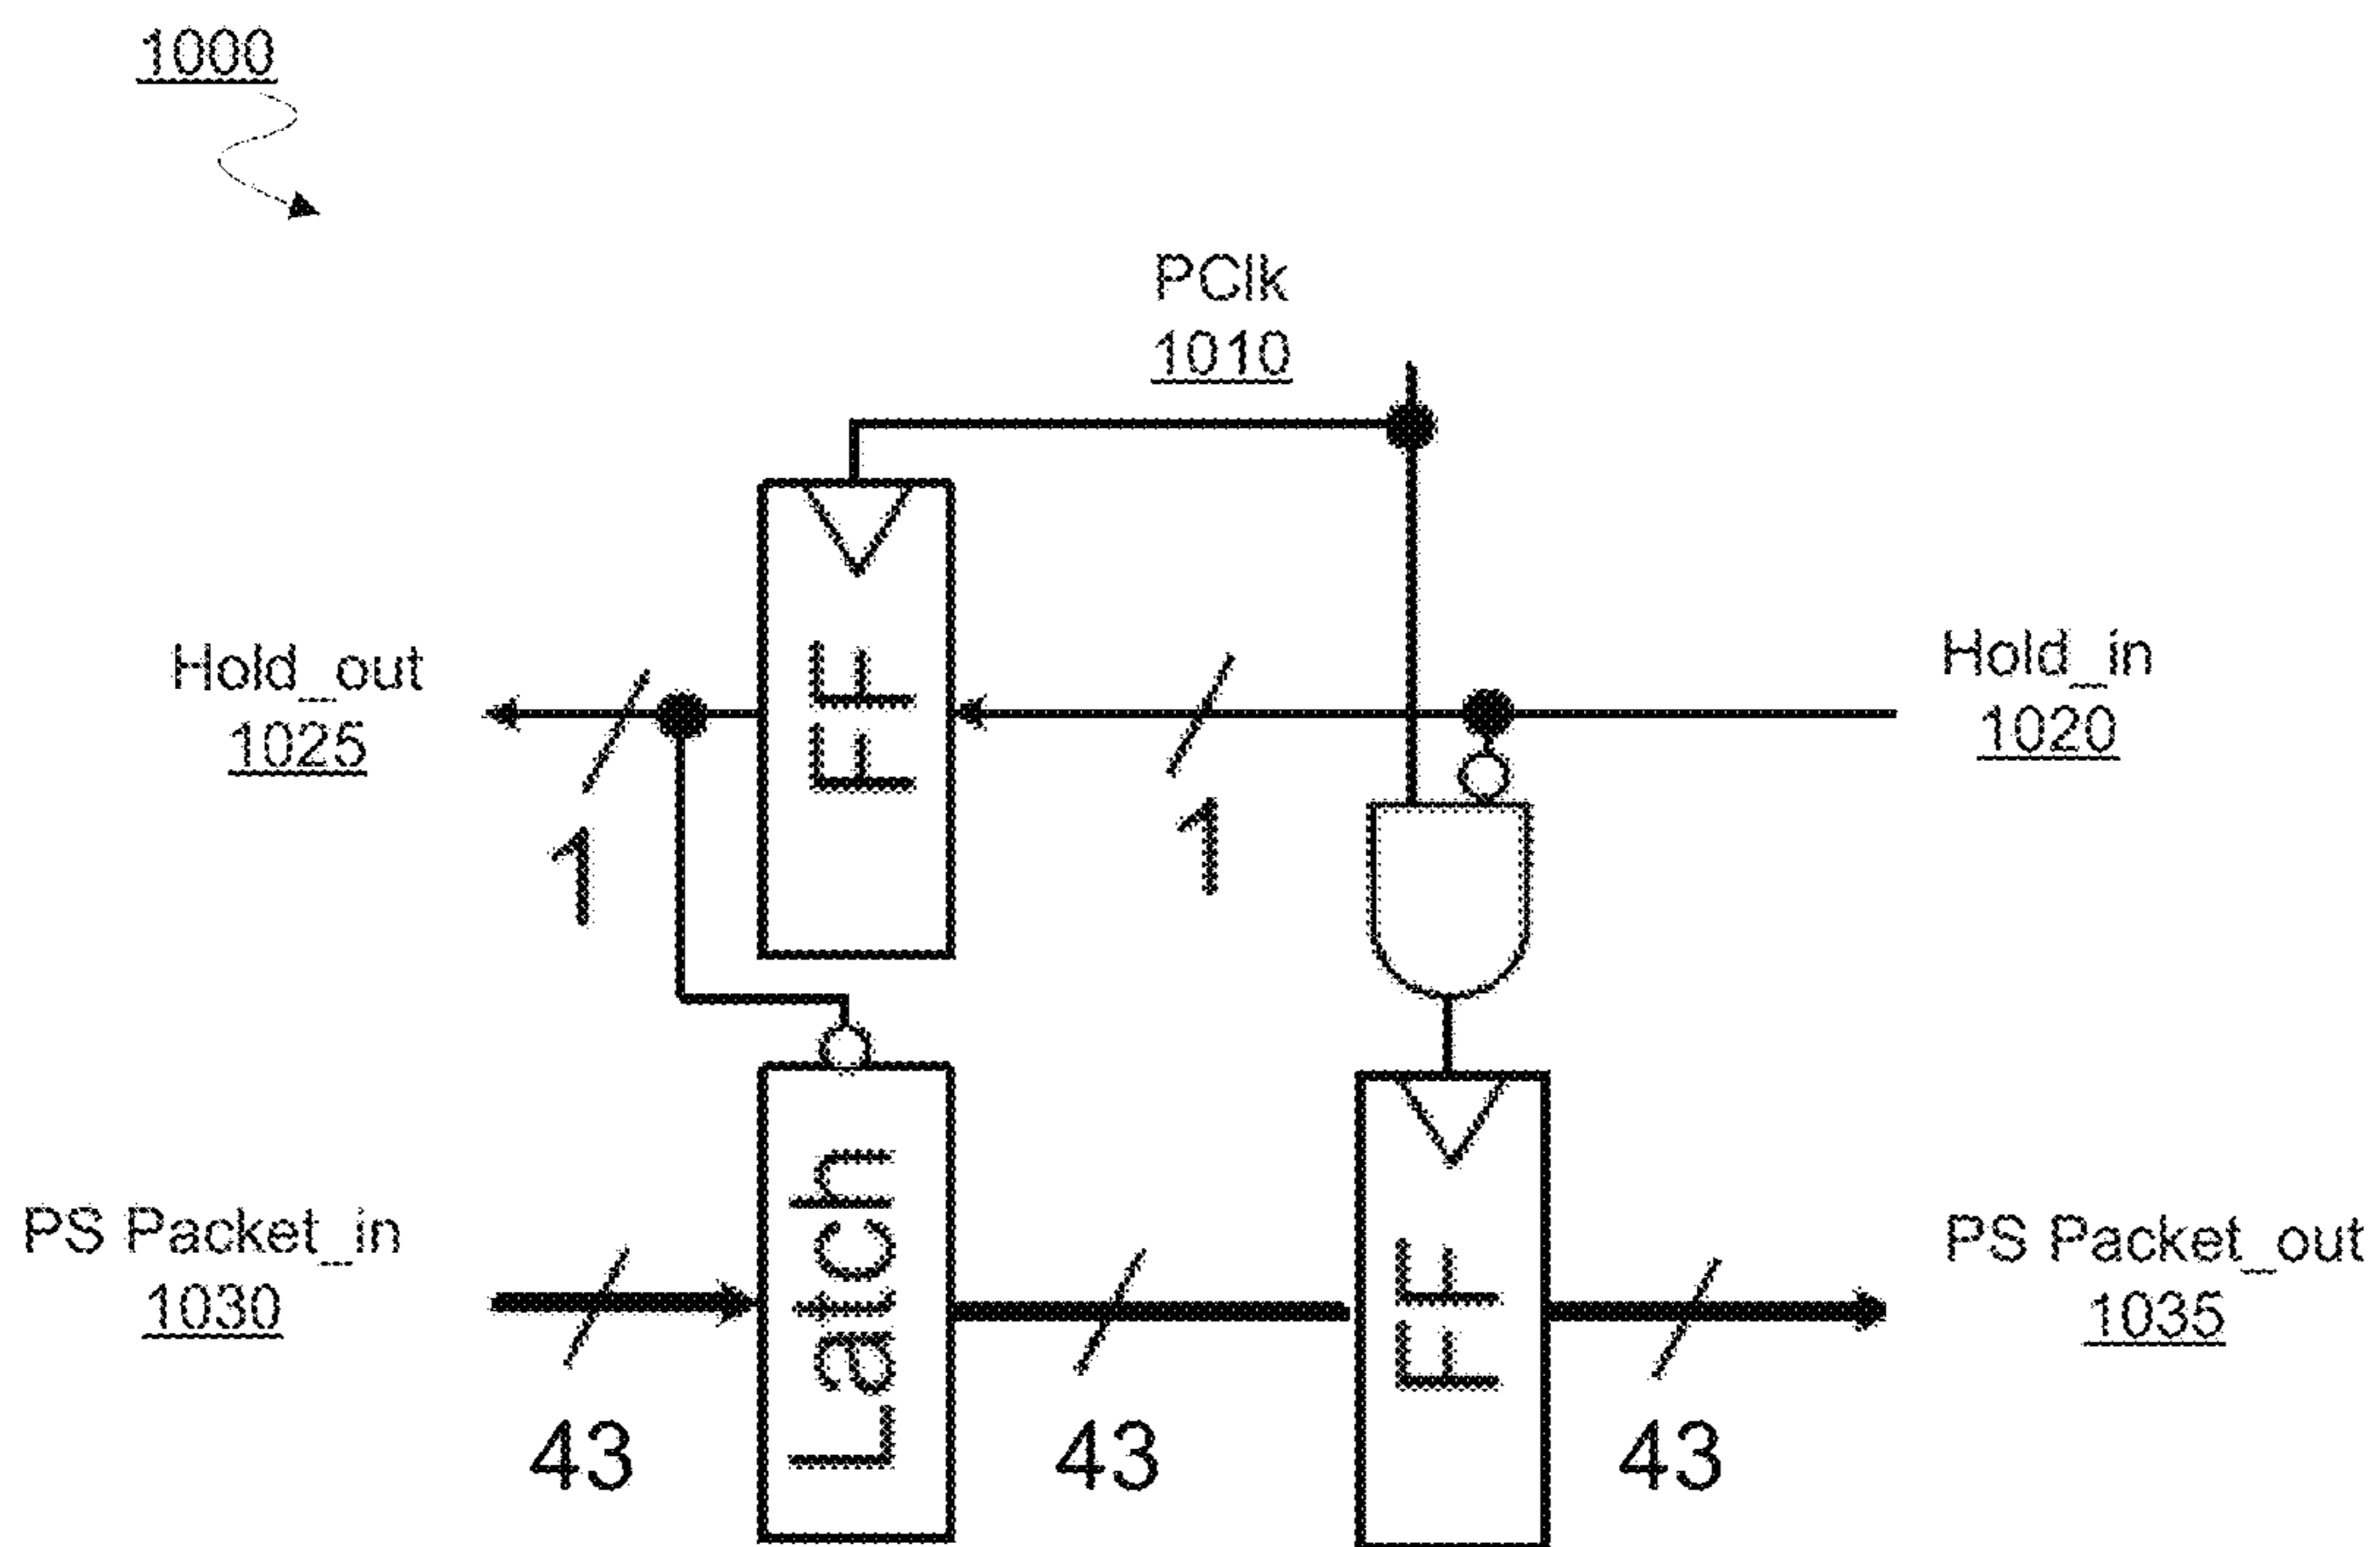 1000
PClk
1010
Hold_out
1025
FF
Hold_in
1020
1
1
PS Packet_in
1030
Latch
FF
PS Packet_out
1035
43
43
43